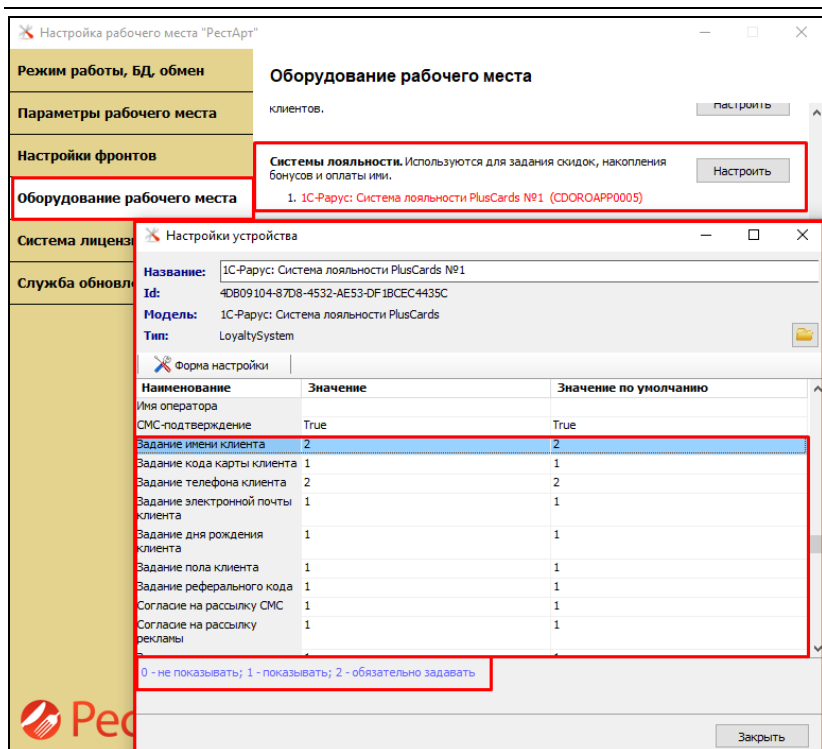 Настройка рабочего места "РестАрт"
Режим работы, БД, обмен
Параметры рабочего места
Настройки фронтов
Оборудование рабочего места
Система лиценз
Служба обновл
Оборудование рабочего места
клиентов.
Настроить
Системы лояльности. Используются для задания скидок, накопления
бонусов и оплаты ими.
Настроить
1. 1С-Рарус: Система лояльности PlusCards №1 (CDOROAPP0005)
Настройки устройства
Название: 1С-Рарус: Система лояльности PlusCards №1
Id: 4DB09104-87D8-4532-AE53-DF1BCEC4435C
Модель: 1С-Рарус: Система лояльности PlusCards
Тип: LoyaltySystem
Форма настройки
Наименование Значение Значение по умолчанию
Имя оператора
СМС-подтверждение True True
Задание имени клиента 2 2
Задание кода карты клиента 1 1
Задание телефона клиента 2 2
Задание электронной почты 1 1
клиента
Задание дня рождения 1 1
клиента
Задание пола клиента 1 1
Задание реферального кода 1 1
Согласие на рассылку СМС 1 1
Согласие на рассылку 1 1
рекламы
0 - не показывать; 1 - показывать; 2 - обязательно задавать
Рес
Закрыть